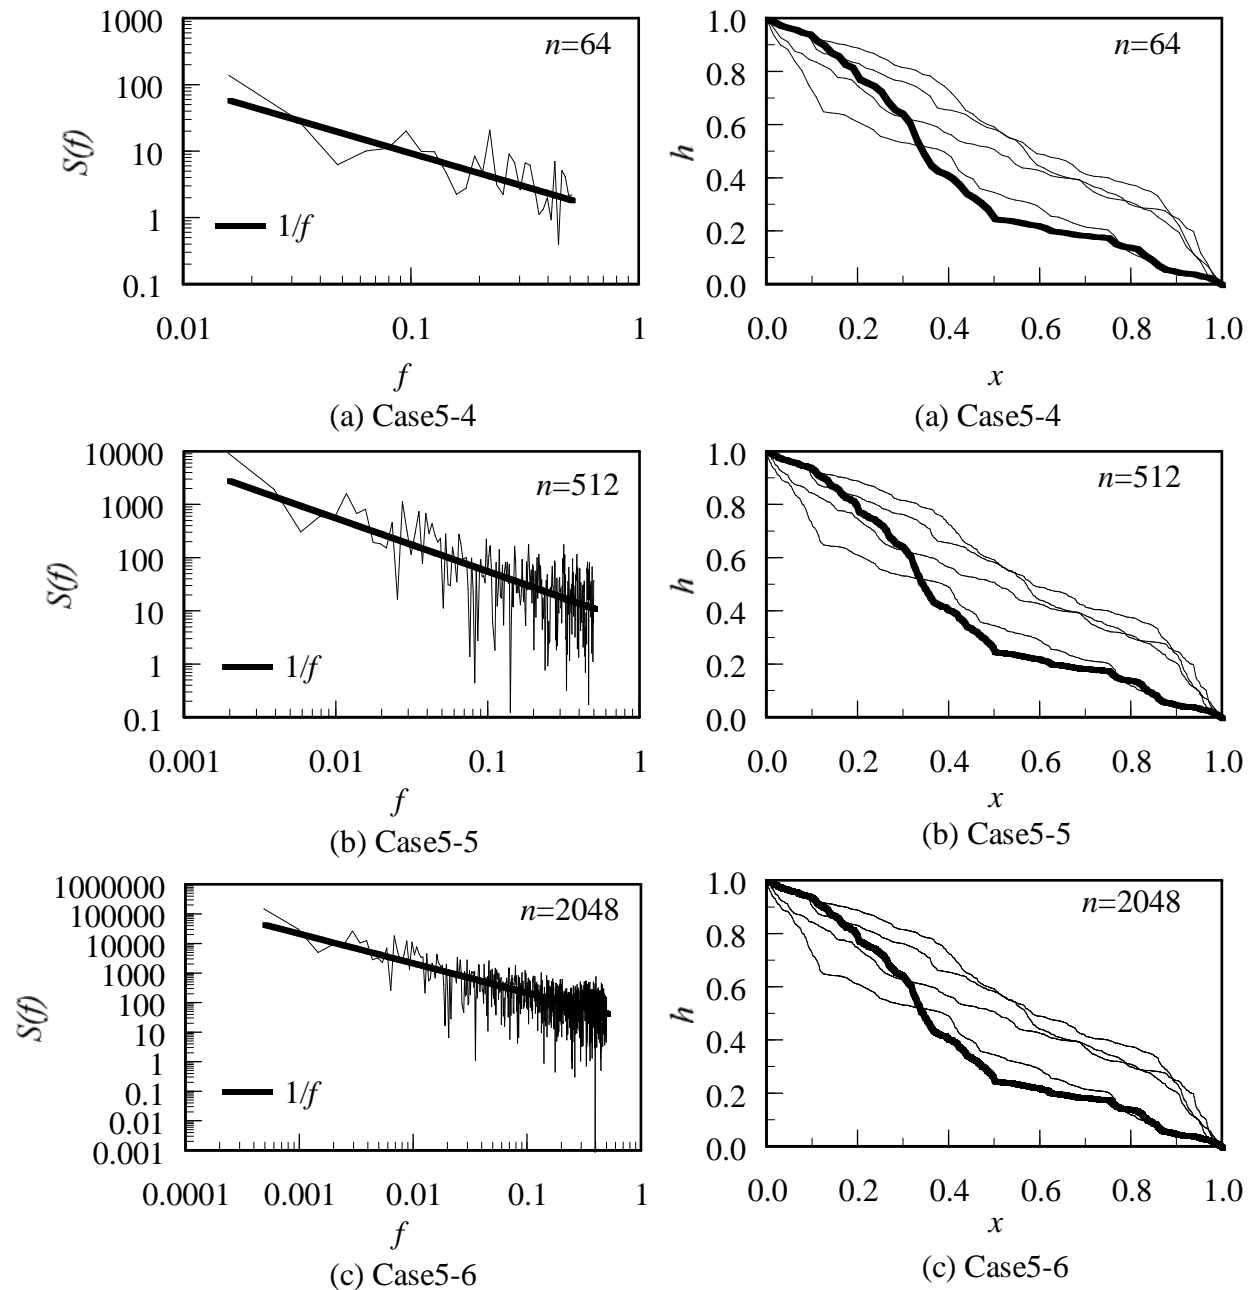 1000
100
10
1
0.1
S(f)
n=64
1/f
0.01 0.1 1
f
(a) Case5-4
1.0
0.8
0.6
0.4
0.2
0.0
h
n=64
0.0 0.2 0.4 0.6 0.8 1.0
x
(a) Case5-4
10000
1000
100
10
1
0.1
S(f)
n=512
1/f
0.001 0.01 0.1 1
f
(b) Case5-5
1.0
0.8
0.6
0.4
0.2
0.0
h
n=512
0.0 0.2 0.4 0.6 0.8 1.0
x
(b) Case5-5
1000000
100000
10000
1000
100
10
1
0.1
0.01
0.001
S(f)
n=2048
1/f
0.0001 0.001 0.01 0.1 1
f
(c) Case5-6
1.0
0.8
0.6
0.4
0.2
0.0
h
n=2048
0.0 0.2 0.4 0.6 0.8 1.0
x
(c) Case5-6